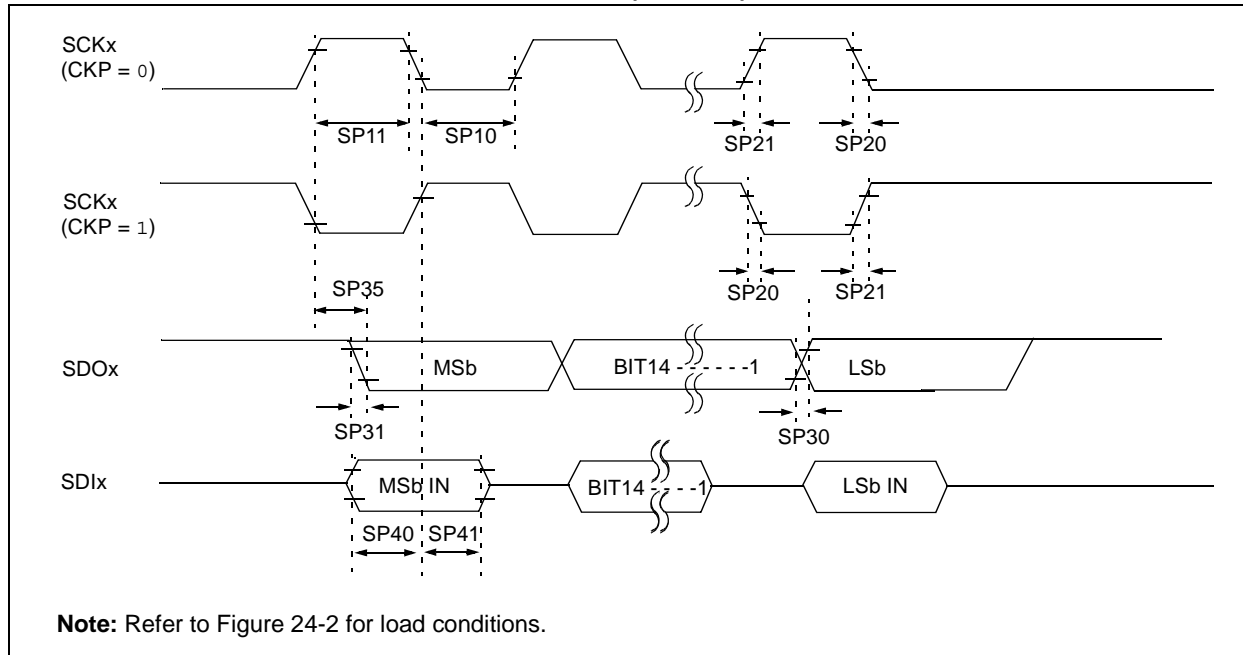 SCKx
(CKP = 0)
SP11
SP10
SP21
SP20
SCKx
(CKP = 1)
SP35
SP20
SP21
SDOx
MSb
BIT14 - - - - - - -1
LSb
SP31
SP30
SDIx
MSb IN
BIT14 - - - -1
LSb IN
SP40
SP41
Note: Refer to Figure 24-2 for load conditions.